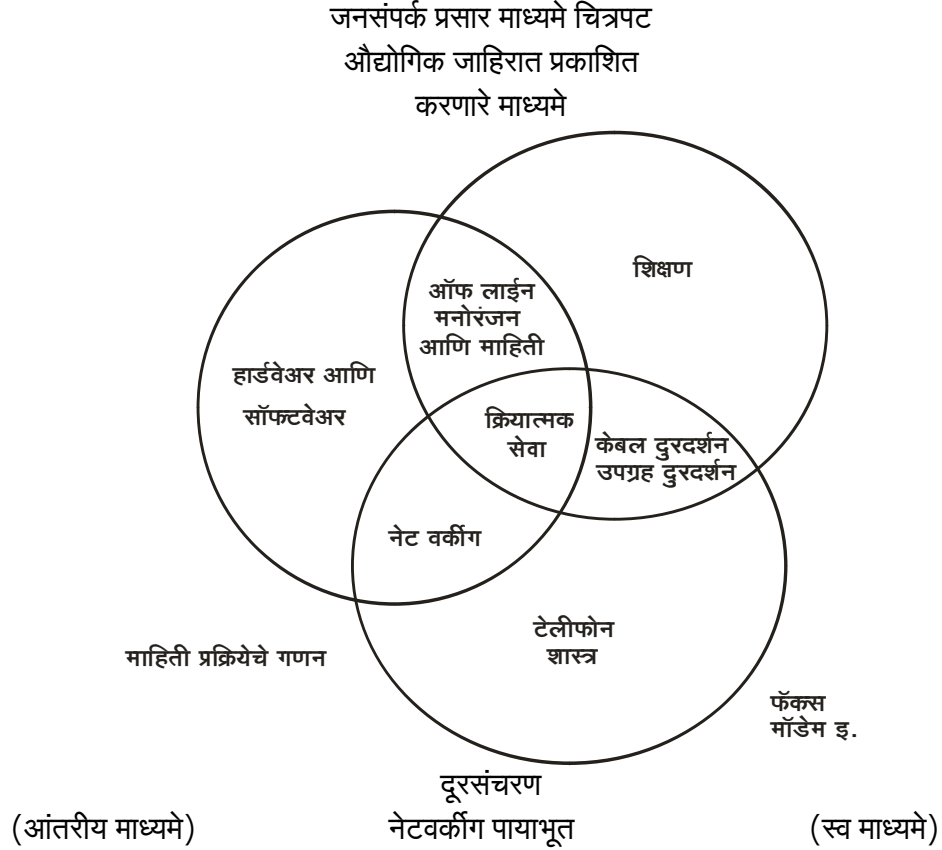 जनसंपर्क प्रसार माध्यमे चित्रपट
औद्योगिक जाहिरात प्रकाशित
करणारे माध्यमे
शिक्षण
ऑफ लाईन
मनोरंजन
आणि माहिती
हार्डवेअर आणि
सॉफ्टवेअर
क्रियात्मक
सेवा
केबल दुरदर्शन
उपग्रह दुरदर्शन
नेट वर्कीग
टेलीफोन
शास्त्र
माहिती प्रक्रियेचे गणन
फॅक्स
मॉडेम इ.
दूरसंचरण
(आंतरीय माध्यमे) नेटवर्कीग पायाभूत (स्व माध्यमे)